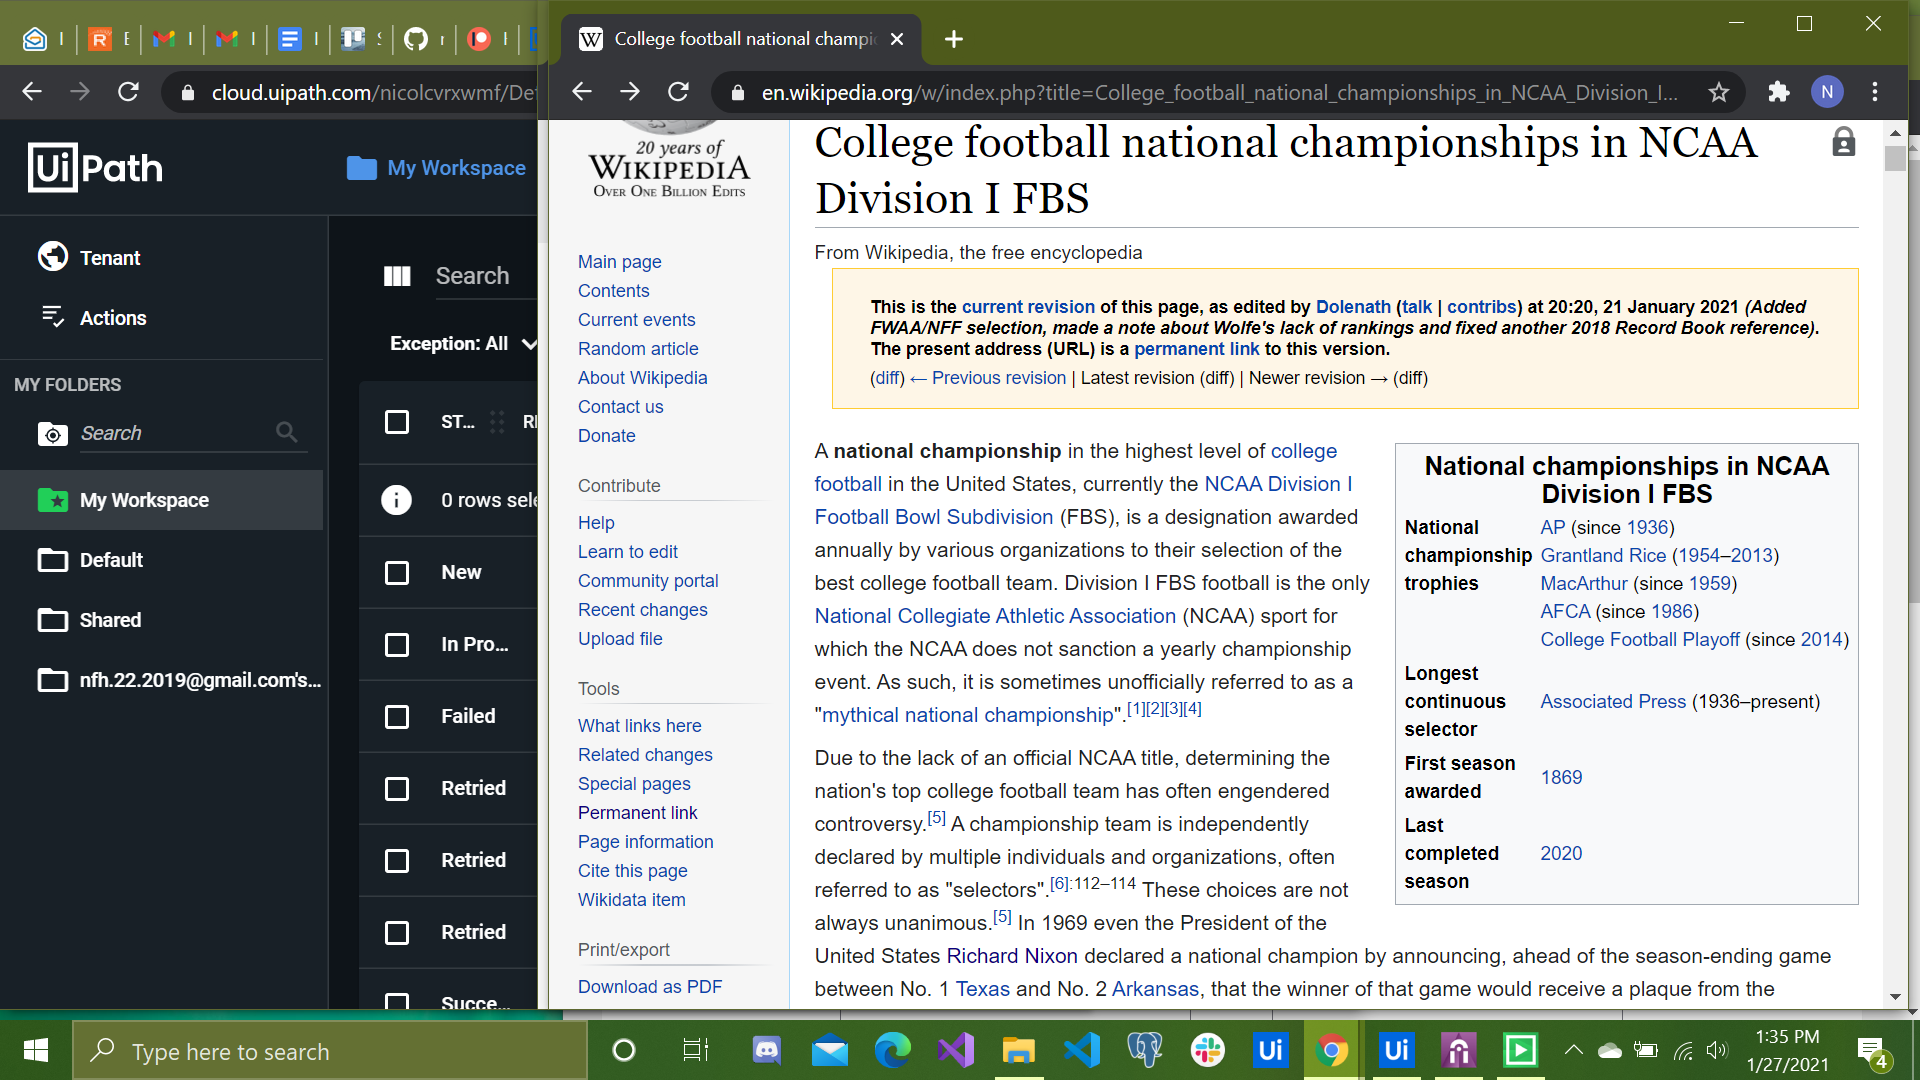 College football national champi
cloud.uipath.com/nicolcvrxwmf/De
en.wikipedia.org/w/index.php?title=College_football_national_championships_in_NCAA_Division_I...
N
UiPath
My Workspace
Tenant
Actions
MY FOLDERS
Search
My Workspace
Default
Shared
nfh.22.2019@gmail.com's...
Search
Exception: All
ST...
0 rows sele
New
In Pro...
Failed
Retried
Retried
Retried
Succe...
20 years of
WIKIPEDIA
OVER ONE BILLION EDITS
Main page
Contents
Current events
Random article
About Wikipedia
Contact us
Donate
Contribute
Help
Learn to edit
Community portal
Recent changes
Upload file
Tools
What links here
Related changes
Special pages
Permanent link
Page information
Cite this page
Wikidata item
Print/export
Download as PDF
College football national championships in NCAA
Division I FBS
From Wikipedia, the free encyclopedia
This is the current revision of this page, as edited by Dolenath (talk | contribs) at 20:20, 21 January 2021 (Added
FWAA/NFF selection, made a note about Wolfe's lack of rankings and fixed another 2018 Record Book reference).
The present address (URL) is a permanent link to this version.
(diff) ← Previous revision | Latest revision (diff) | Newer revision → (diff)
A national championship in the highest level of college
football in the United States, currently the NCAA Division I
Football Bowl Subdivision (FBS), is a designation awarded
annually by various organizations to their selection of the
best college football team. Division I FBS football is the only
National Collegiate Athletic Association (NCAA) sport for
which the NCAA does not sanction a yearly championship
event. As such, it is sometimes unofficially referred to as a
"mythical national championship".[1][2][3][4]
Due to the lack of an official NCAA title, determining the
nation's top college football team has often engendered
controversy.[5] A championship team is independently
declared by multiple individuals and organizations, often
referred to as "selectors".[6]:112–114 These choices are not
always unanimous.[5] In 1969 even the President of the
United States Richard Nixon declared a national champion by announcing, ahead of the season-ending game
between No. 1 Texas and No. 2 Arkansas, that the winner of that game would receive a plaque from the
National championships in NCAA
Division I FBS
National championship trophies
AP (since 1936)
Grantland Rice (1954–2013)
MacArthur (since 1959)
AFCA (since 1986)
College Football Playoff (since 2014)
Longest continuous selector
Associated Press (1936–present)
First season awarded
1869
Last completed season
2020
Type here to search
Ui
Ui
1:35 PM
1/27/2021
4